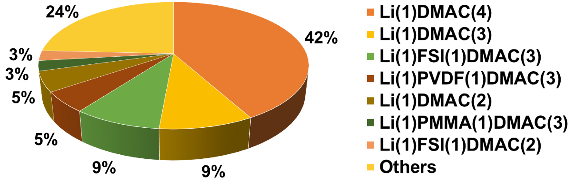 24%
42%
3%
3%
5%
5%
9%
9%
Li(1)DMAC(4)
Li(1)DMAC(3)
Li(1)FSI(1)DMAC(3)
Li(1)PVDF(1)DMAC(3)
Li(1)DMAC(2)
Li(1)PMMA(1)DMAC(3)
Li(1)FSI(1)DMAC(2)
Others